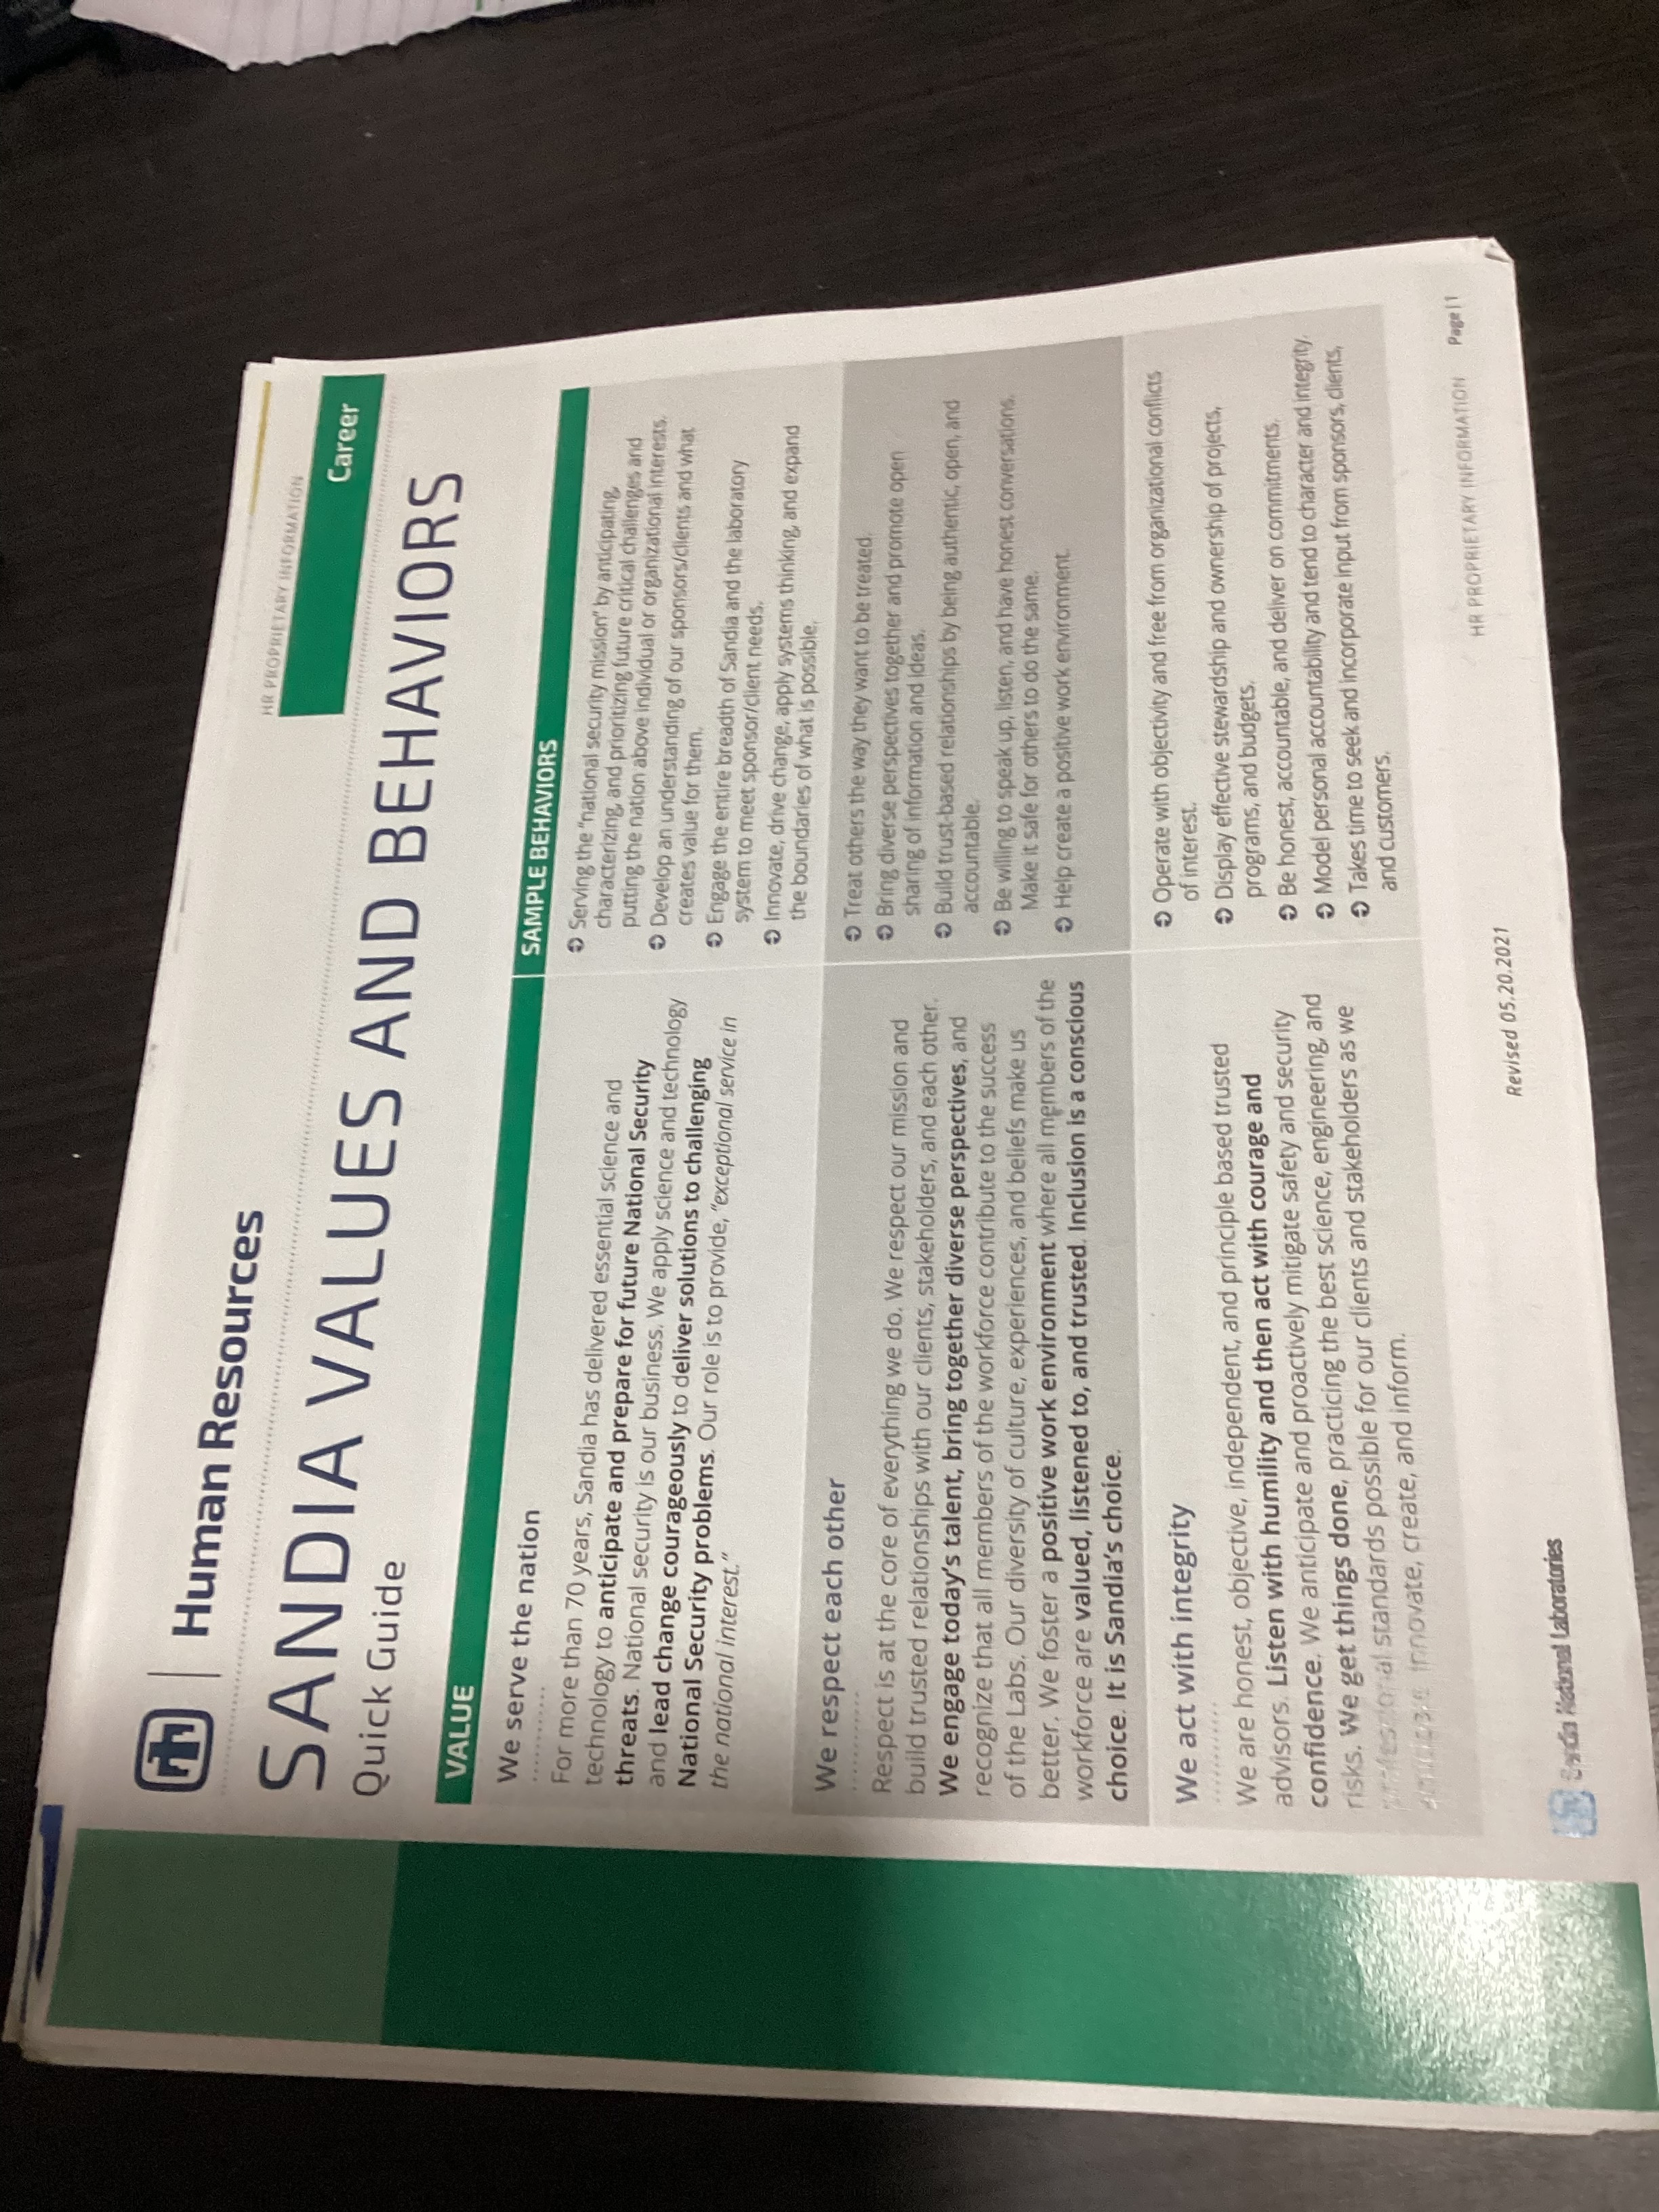 HR PROPRIETARY INFORMATION
Human Resources
Career
SANDIA VALUES AND BEHAVIORS
Quick Guide
VALUE
SAMPLE BEHAVIORS
We serve the nation
For more than 70 years, Sandia has delivered essential science and
technology to anticipate and prepare for future National Security
threats. National security is our business. We apply science and technology
and lead change courageously to deliver solutions to challenging
National Security problems. Our role is to provide, "exceptional service in
the national interest."
Serving the "national security mission" by anticipating,
characterizing, and prioritizing future critical challenges and
putting the nation above individual or organizational interests.
Develop an understanding of our sponsors/clients and what
creates value for them.
Engage the entire breadth of Sandia and the laboratory
system to meet sponsor/client needs.
Innovate, drive change, apply systems thinking, and expand
the boundaries of what is possible.
We respect each other
Respect is at the core of everything we do. We respect our mission and
build trusted relationships with our clients, stakeholders, and each other.
We engage today's talent, bring together diverse perspectives, and
recognize that all members of the workforce contribute to the success
of the Labs. Our diversity of culture, experiences, and beliefs make us
better. We foster a positive work environment where all members of the
workforce are valued, listened to, and trusted. Inclusion is a conscious
choice. It is Sandia's choice.
Treat others the way they want to be treated.
Bring diverse perspectives together and promote open
sharing of information and ideas.
Build trust-based relationships by being authentic, open, and
accountable.
Be willing to speak up, listen, and have honest conversations.
Make it safe for others to do the same.
Help create a positive work environment.
We act with integrity
We are honest, objective, independent, and principle based trusted
advisors. Listen with humility and then act with courage and
confidence. We anticipate and proactively mitigate safety and security
risks. We get things done, practicing the best science, engineering, and
professional standards possible for our clients and stakeholders as we
innovate, create, and inform.
Operate with objectivity and free from organizational conflicts
of interest.
Display effective stewardship and ownership of projects,
programs, and budgets.
Be honest, accountable, and deliver on commitments.
Model personal accountability and tend to character and integrity.
Takes time to seek and incorporate input from sponsors, clients,
and customers.
Sandia National Laboratories
Revised 05.20.2021
HR PROPRIETARY INFORMATION Page | 1